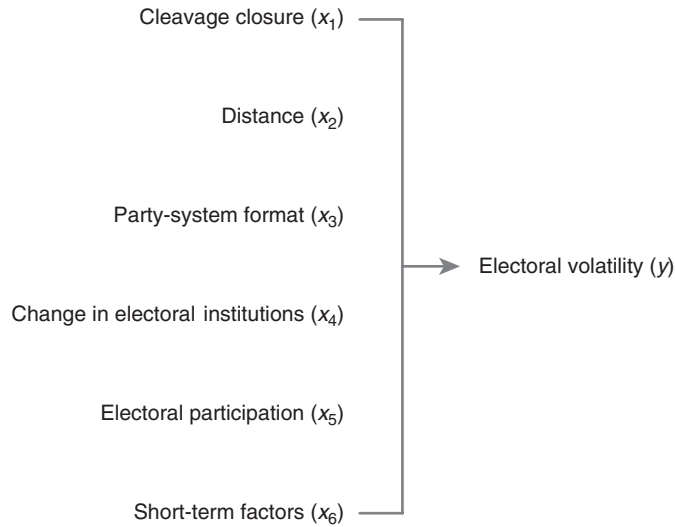 Cleavage closure (x₁)
Distance (x₂)
Party-system format (x₃)
Electoral volatility (y)
Change in electoral institutions (x₄)
Electoral participation (x₅)
Short-term factors (x₆)